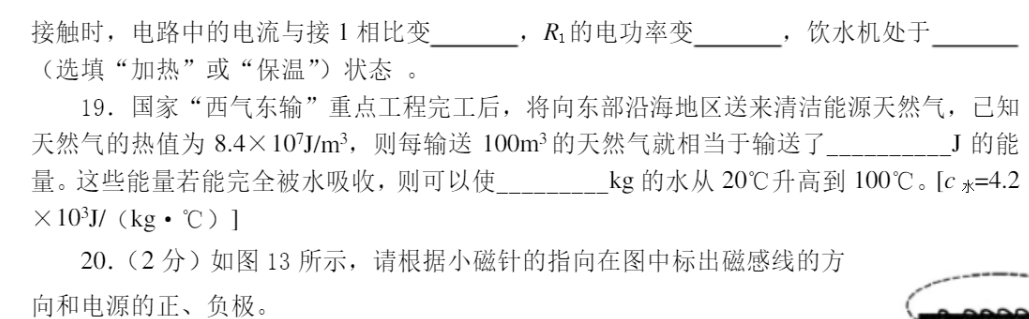 接触时，电路中的电流与接 1 相比变______，R₁的电功率变______，饮水机处于______
（选填“加热”或“保温”）状态 。
19．国家“西气东输”重点工程完工后，将向东部沿海地区送来清洁能源天然气，已知
天然气的热值为 8.4×10⁷J/m³，则每输送 100m³的天然气就相当于输送了__________J 的能
量。这些能量若能完全被水吸收，则可以使_________kg 的水从 20℃升高到 100℃。[c 水=4.2
×10³J/（kg•℃）]
20.（2 分）如图 13 所示，请根据小磁针的指向在图中标出磁感线的方
向和电源的正、负极。